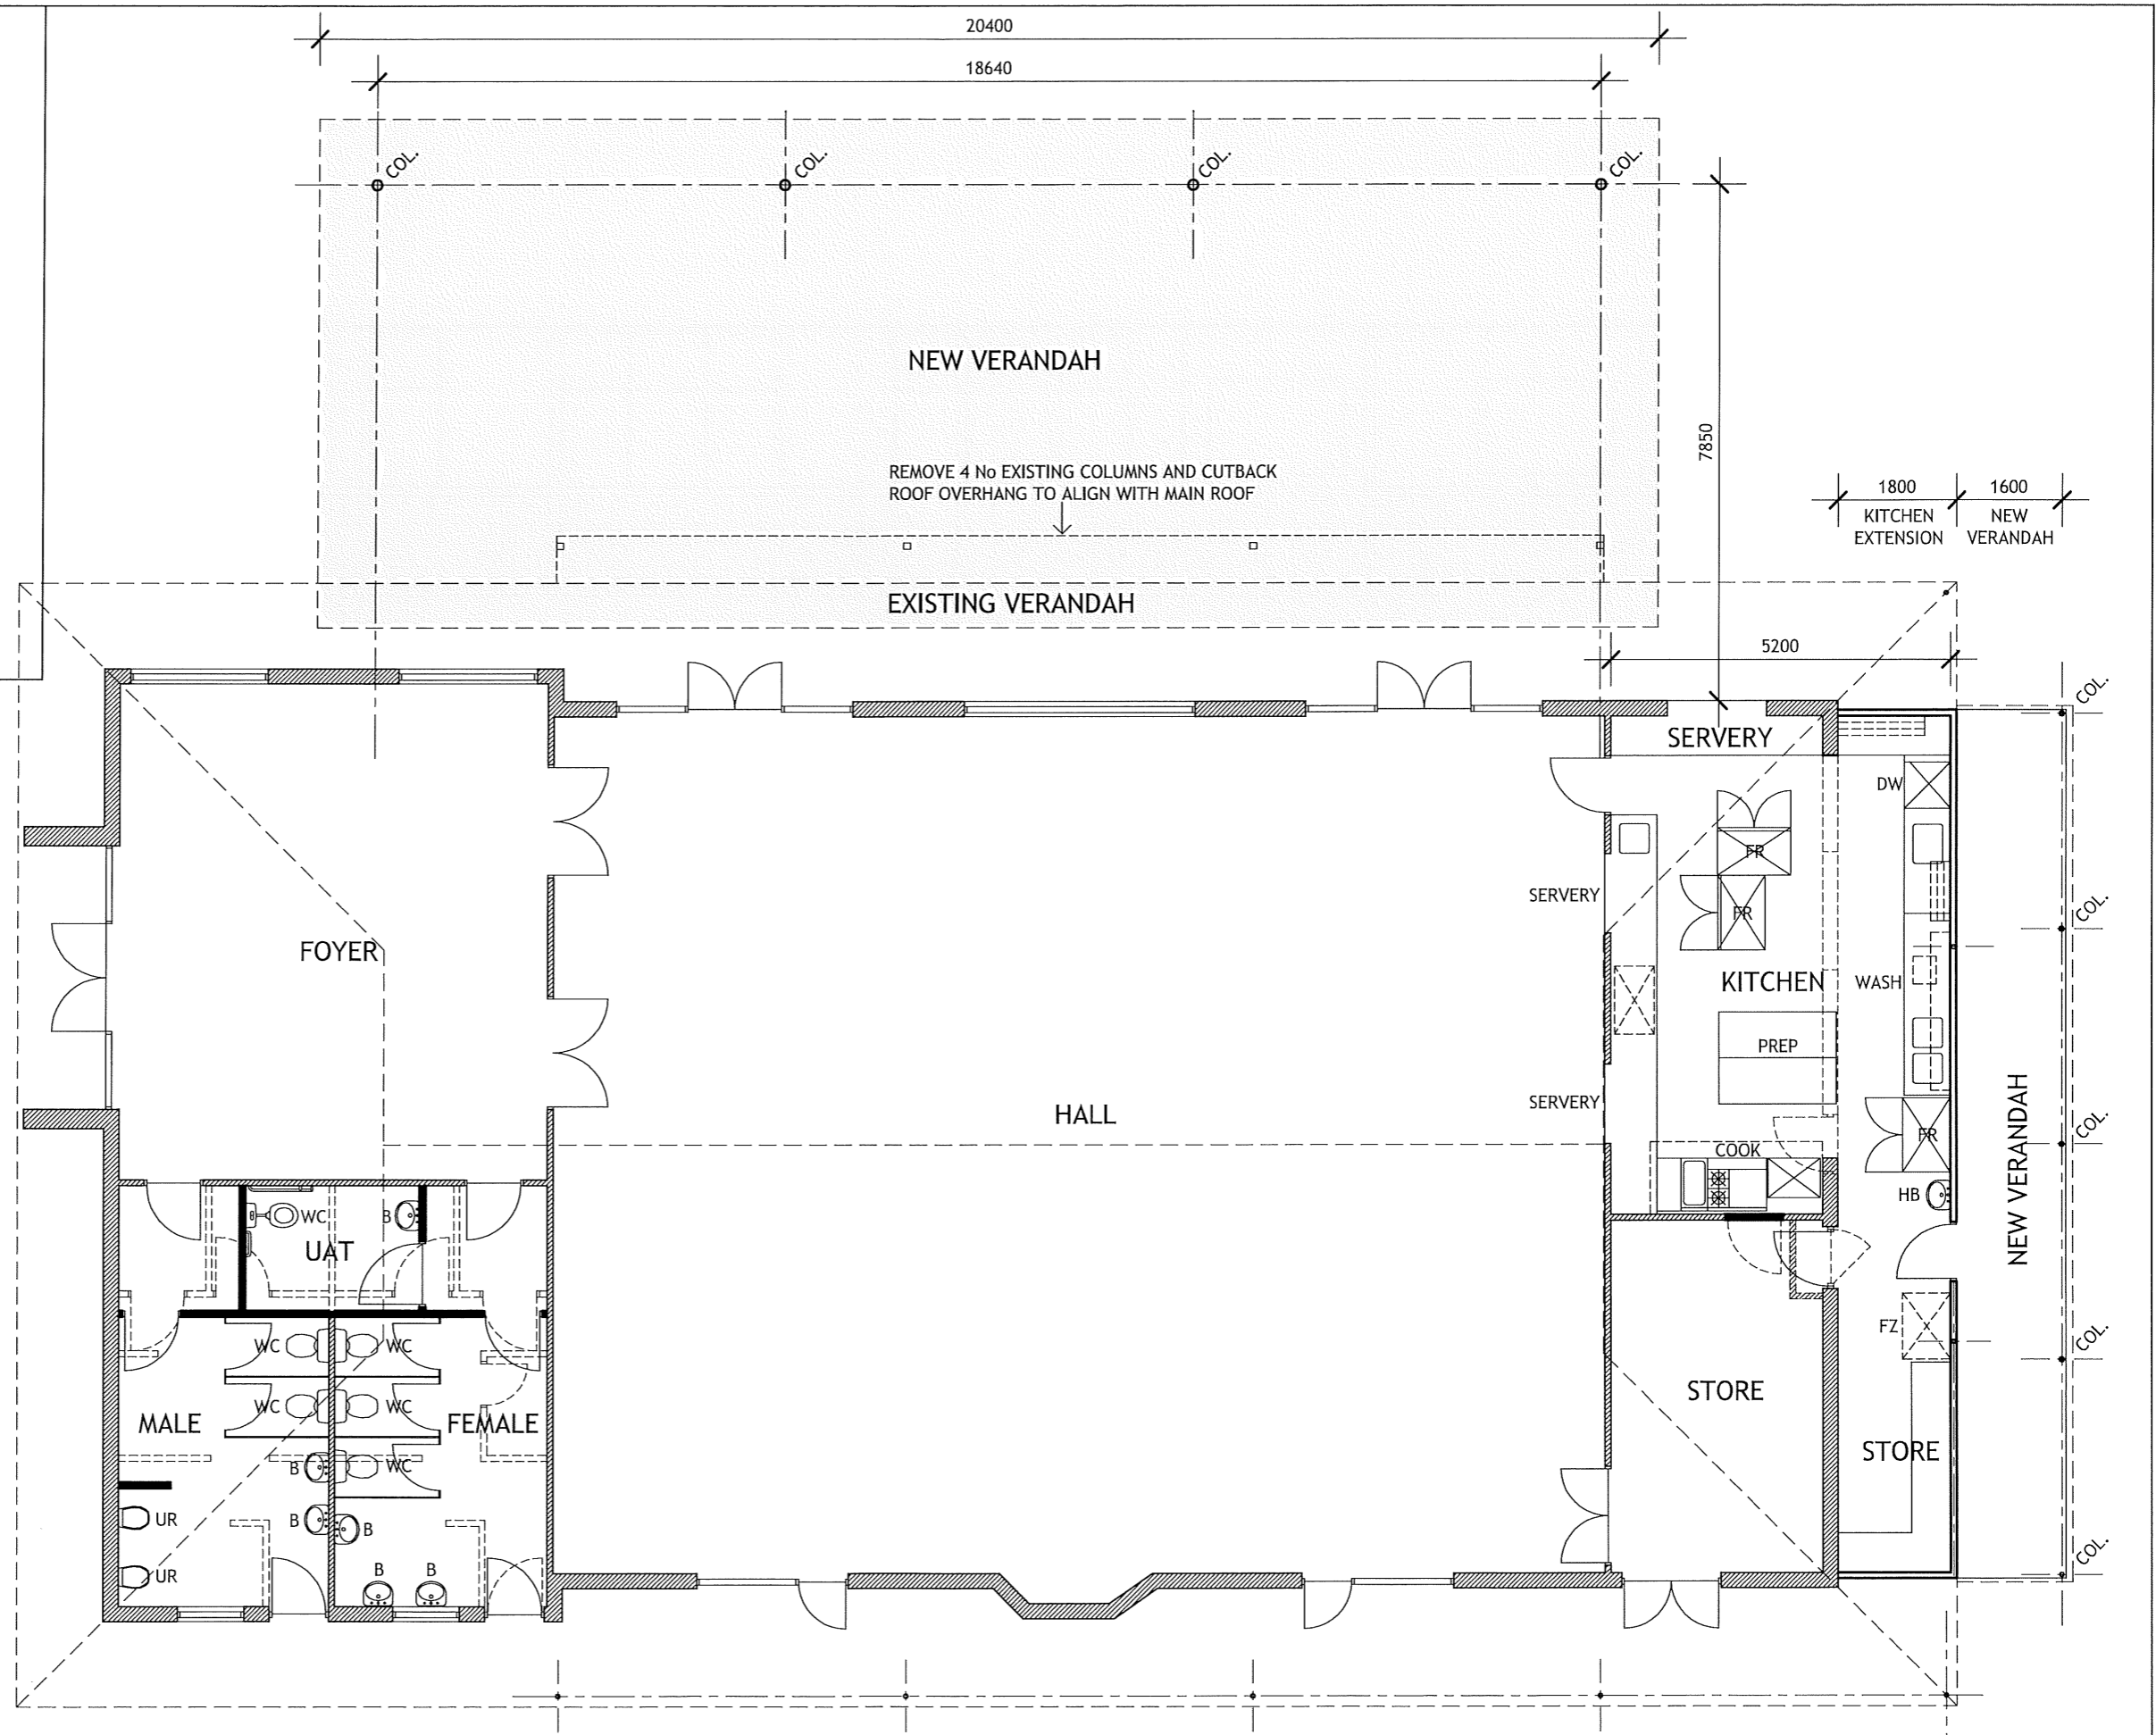 20400
18640
COL.
COL.
COL.
COL.
NEW VERANDAH
7850
REMOVE 4 No EXISTING COLUMNS AND CUTBACK
ROOF OVERHANG TO ALIGN WITH MAIN ROOF
1800
1600
KITCHEN
EXTENSION
NEW
VERANDAH
EXISTING VERANDAH
5200
COL.
SERVERY
DW
FR
SERVERY
FR
COL.
FOYER
KITCHEN
WASH
PREP
SERVERY
HALL
COL.
FR
COOK
NEW VERANDAH
HB
WC
B
UAT
FZ
COL.
WC
WC
WC
WC
STORE
MALE
FEMALE
STORE
B
WC
UR
B
B
COL.
UR
B
B